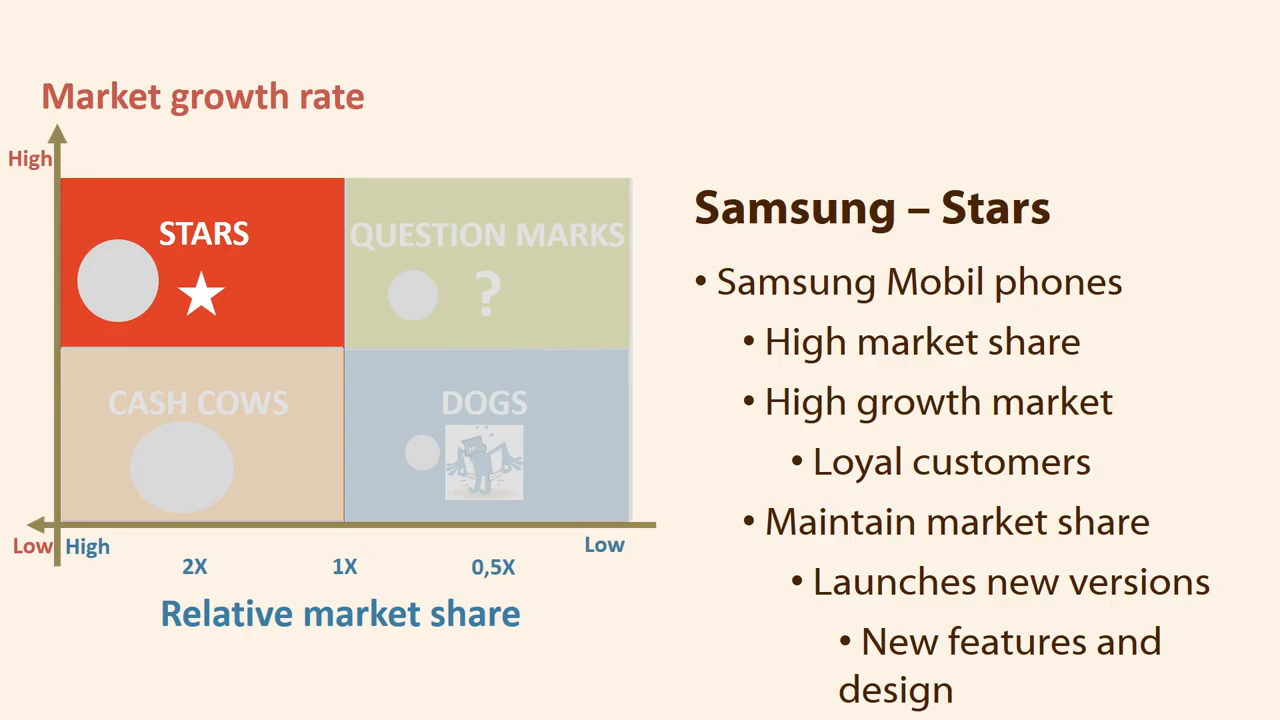 Market growth rate
High
STARS
QUESTION MARKS
?
CASH COWS
DOGS
Low
High
Low
2X
1X
0,5X
Relative market share
Samsung – Stars
• Samsung Mobil phones
• High market share
• High growth market
• Loyal customers
• Maintain market share
• Launches new versions
• New features and
design